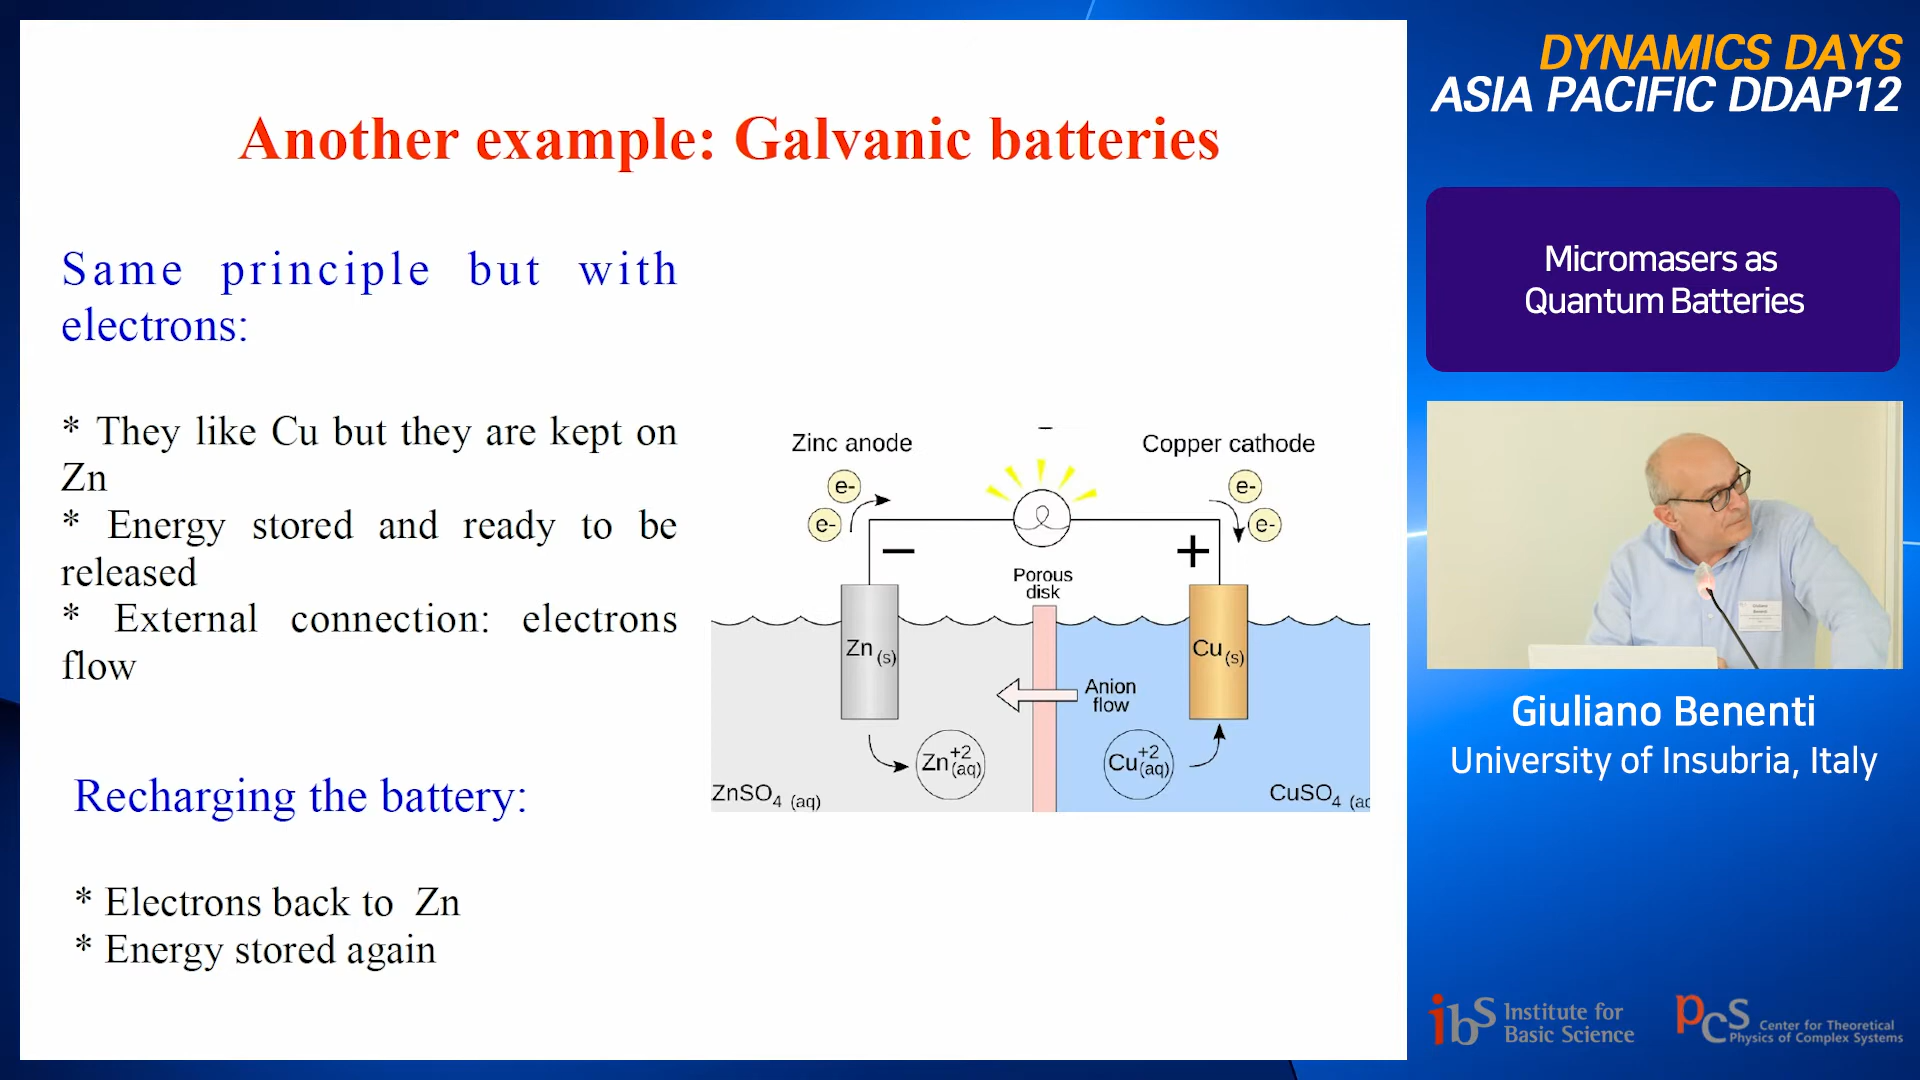 Another example: Galvanic batteries
Same principle but with
electrons:
* They like Cu but they are kept on
Zn
* Energy stored and ready to be
released
* External connection: electrons
flow
Recharging the battery:
* Electrons back to Zn
* Energy stored again
Zinc anode
Copper cathode
e-
e-
e-
e-
−
+
Porous
disk
Zn (s)
Cu (s)
Anion
flow
Zn+2 (aq)
Cu+2 (aq)
ZnSO4 (aq)
CuSO4 (ac
DYNAMICS DAYS
ASIA PACIFIC DDAP12
Micromasers as
Quantum Batteries
Giuliano Benenti
University of Insubria, Italy
ibs Institute for
Basic Science
pcs Center for Theoretical
Physics of Complex Systems